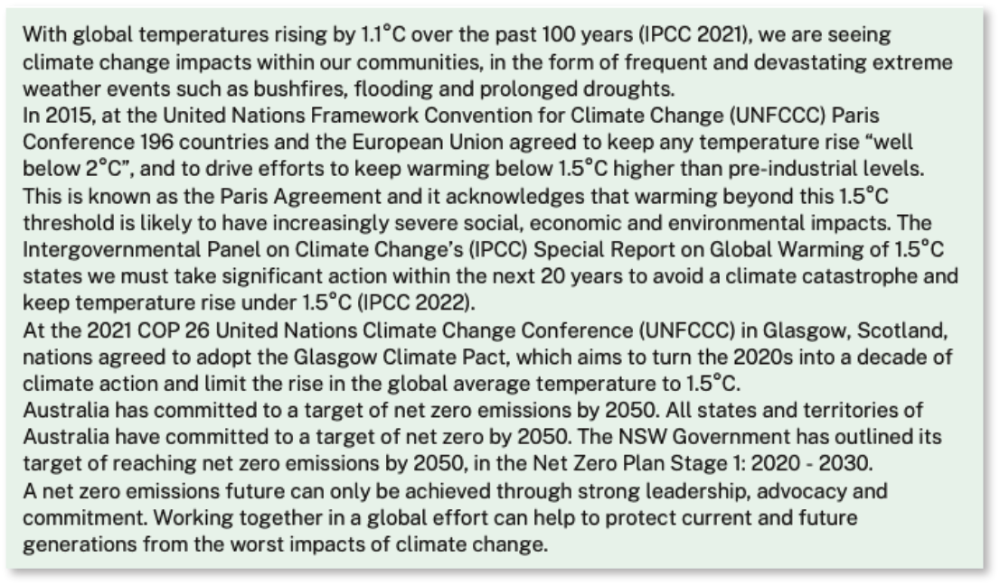 With global temperatures rising by 1.1°C over the past 100 years (IPCC 2021), we are seeing
climate change impacts within our communities, in the form of frequent and devastating extreme
weather events such as bushfires, flooding and prolonged droughts.
In 2015, at the United Nations Framework Convention for Climate Change (UNFCCC) Paris
Conference 196 countries and the European Union agreed to keep any temperature rise “well
below 2°C”, and to drive efforts to keep warming below 1.5°C higher than pre-industrial levels.
This is known as the Paris Agreement and it acknowledges that warming beyond this 1.5°C
threshold is likely to have increasingly severe social, economic and environmental impacts. The
Intergovernmental Panel on Climate Change’s (IPCC) Special Report on Global Warming of 1.5°C
states we must take significant action within the next 20 years to avoid a climate catastrophe and
keep temperature rise under 1.5°C (IPCC 2022).
At the 2021 COP 26 United Nations Climate Change Conference (UNFCCC) in Glasgow, Scotland,
nations agreed to adopt the Glasgow Climate Pact, which aims to turn the 2020s into a decade of
climate action and limit the rise in the global average temperature to 1.5°C.
Australia has committed to a target of net zero emissions by 2050. All states and territories of
Australia have committed to a target of net zero by 2050. The NSW Government has outlined its
target of reaching net zero emissions by 2050, in the Net Zero Plan Stage 1: 2020 - 2030.
A net zero emissions future can only be achieved through strong leadership, advocacy and
commitment. Working together in a global effort can help to protect current and future
generations from the worst impacts of climate change.